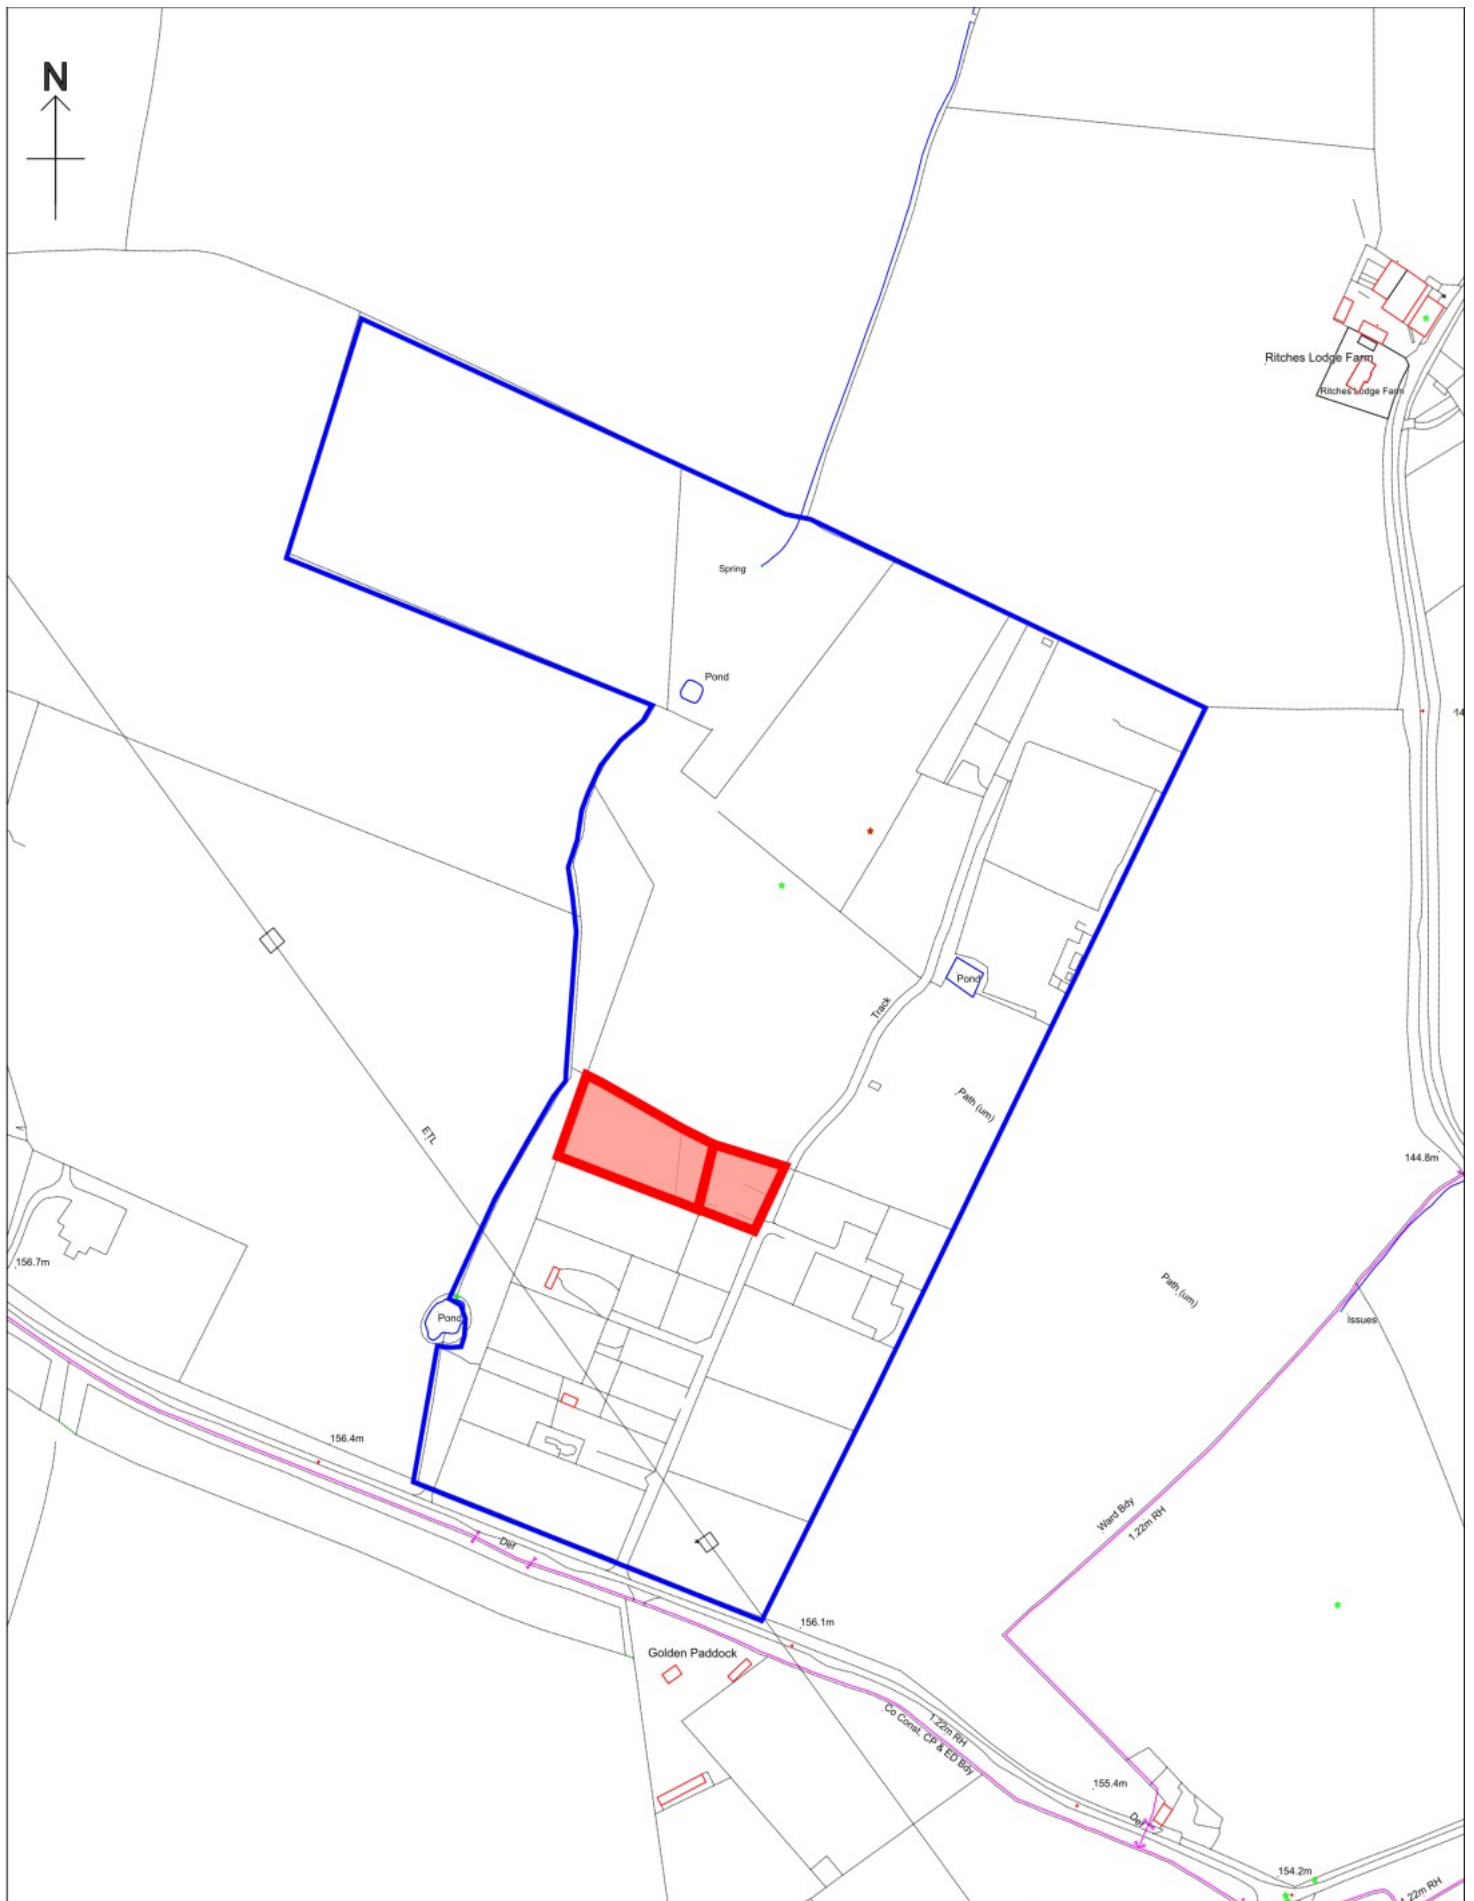 N
Ritches Lodge Farm
Ritches Lodge Farm
Spring
Pond
14
Pond
Track
Path (um)
ETL
144.8m
156.7m
Path (um)
Pond
Issues
156.4m
Ward Bdy
1.22m RH
Def
156.1m
Golden Paddock
1.22m RH
Co Const, CP & ED Bdy
155.4m
Def
154.2m
22m RH